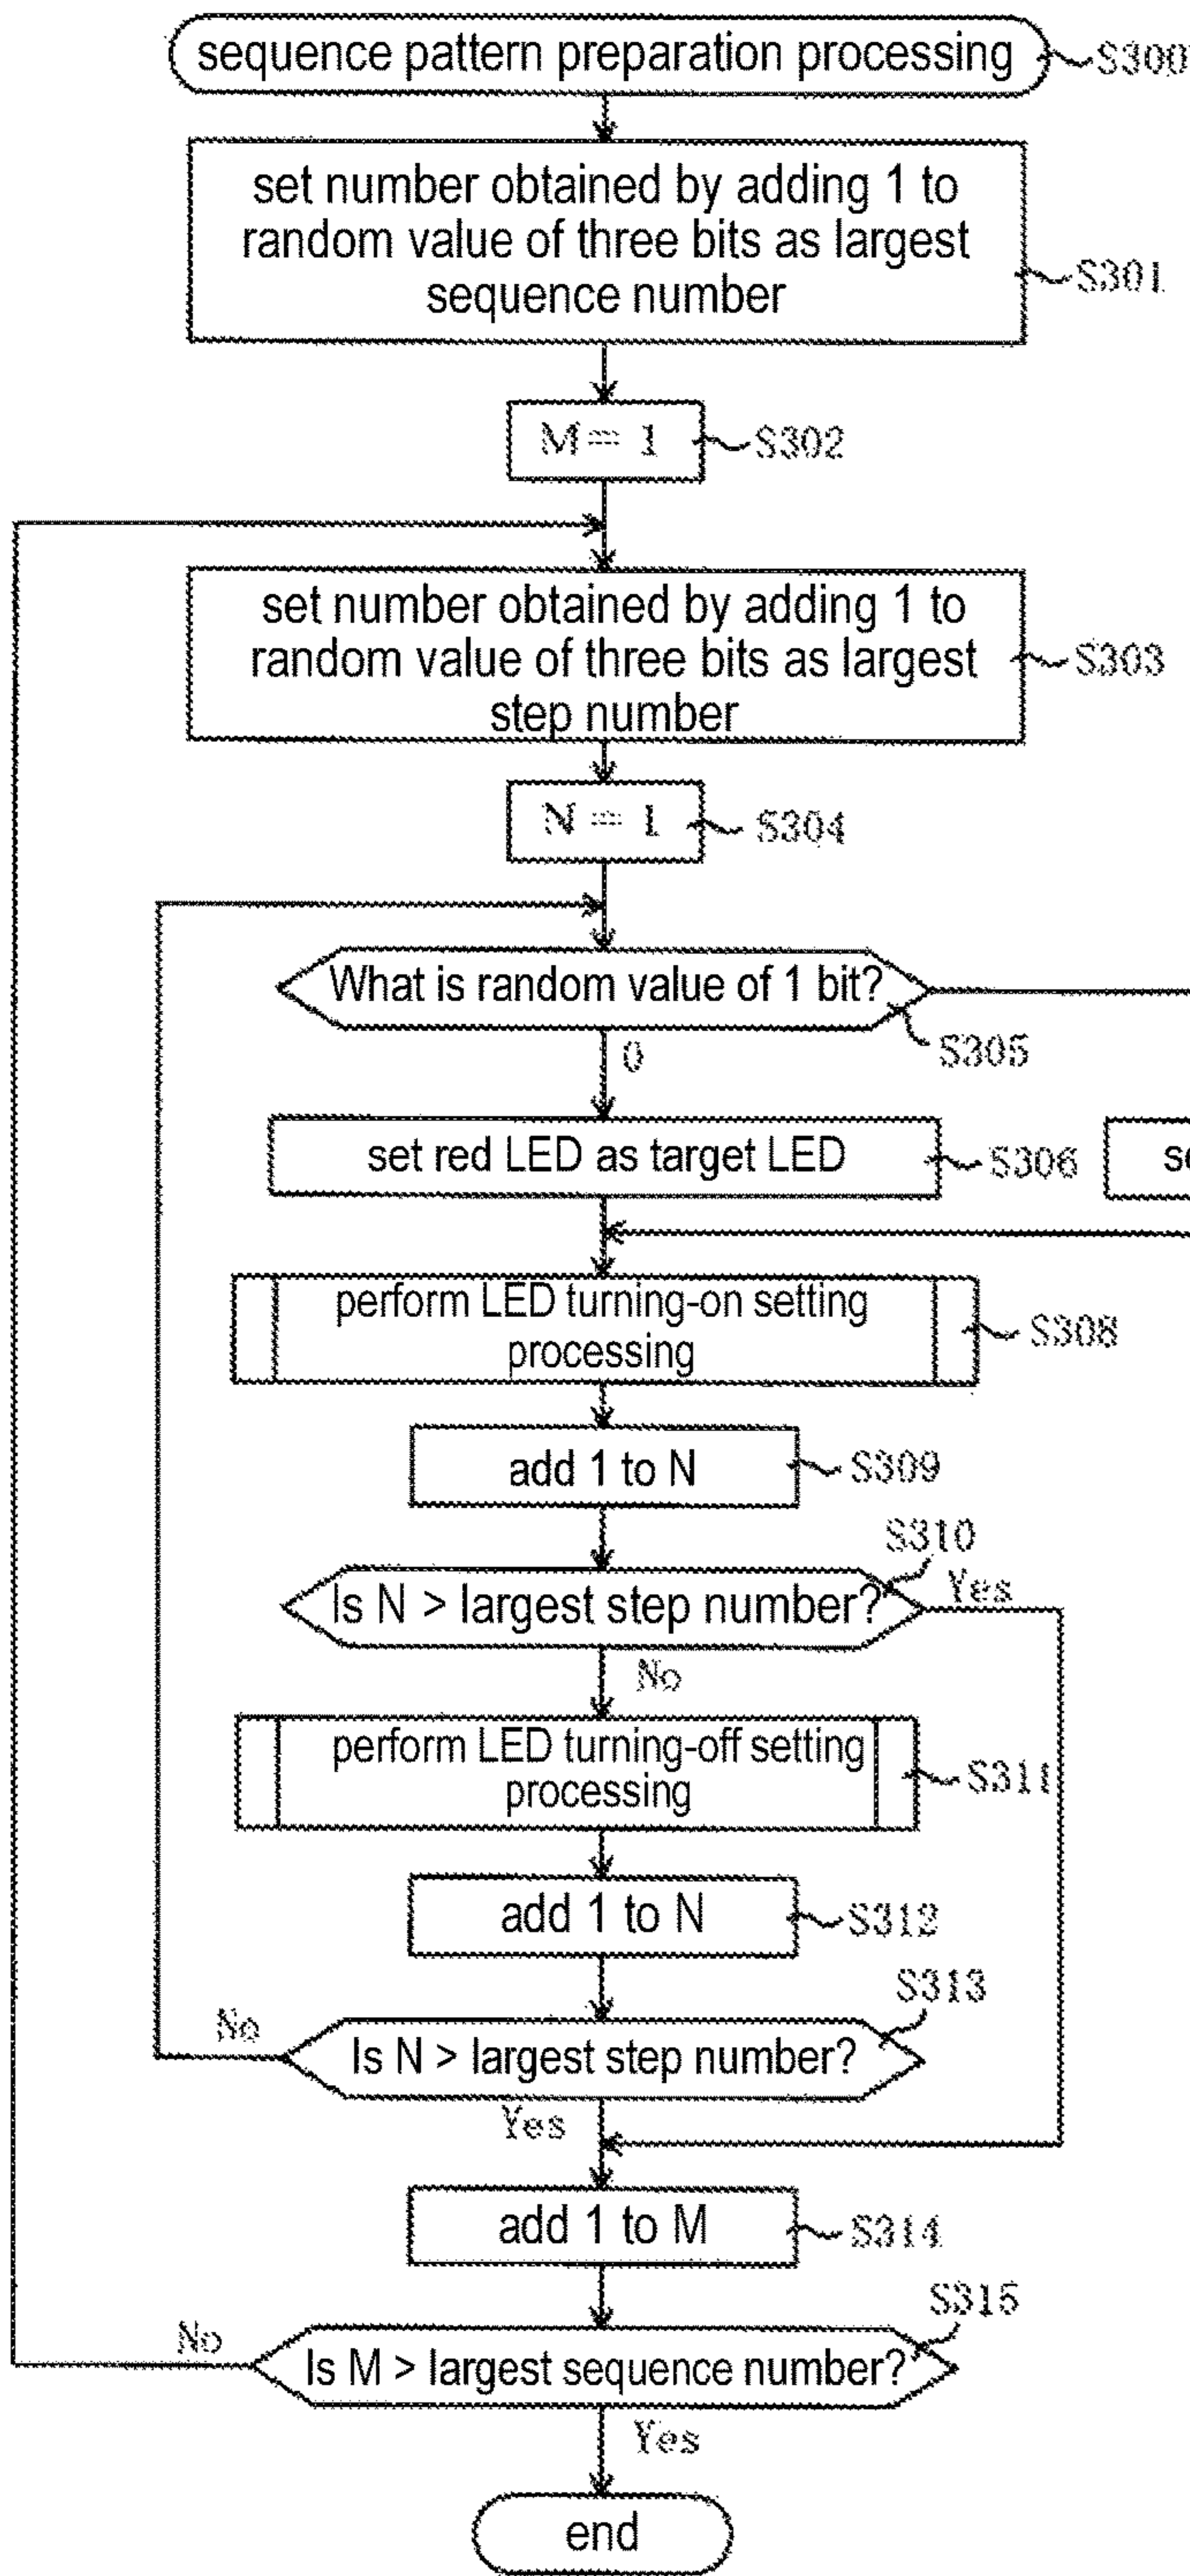 sequence pattern preparation processing
S300
set number obtained by adding 1 to
random value of three bits as largest
sequence number
S301
M = 1
S302
set number obtained by adding 1 to
random value of three bits as largest
step number
S303
N = 1
S304
What is random value of 1 bit?
S305
0
set red LED as target LED
S306
se
perform LED turning-on setting
processing
S308
add 1 to N
S309
S310
Is N > largest step number?
Yes
No
perform LED turning-off setting
processing
S311
add 1 to N
S312
S313
No
Is N > largest step number?
Yes
add 1 to M
S314
S315
No
Is M > largest sequence number?
Yes
end